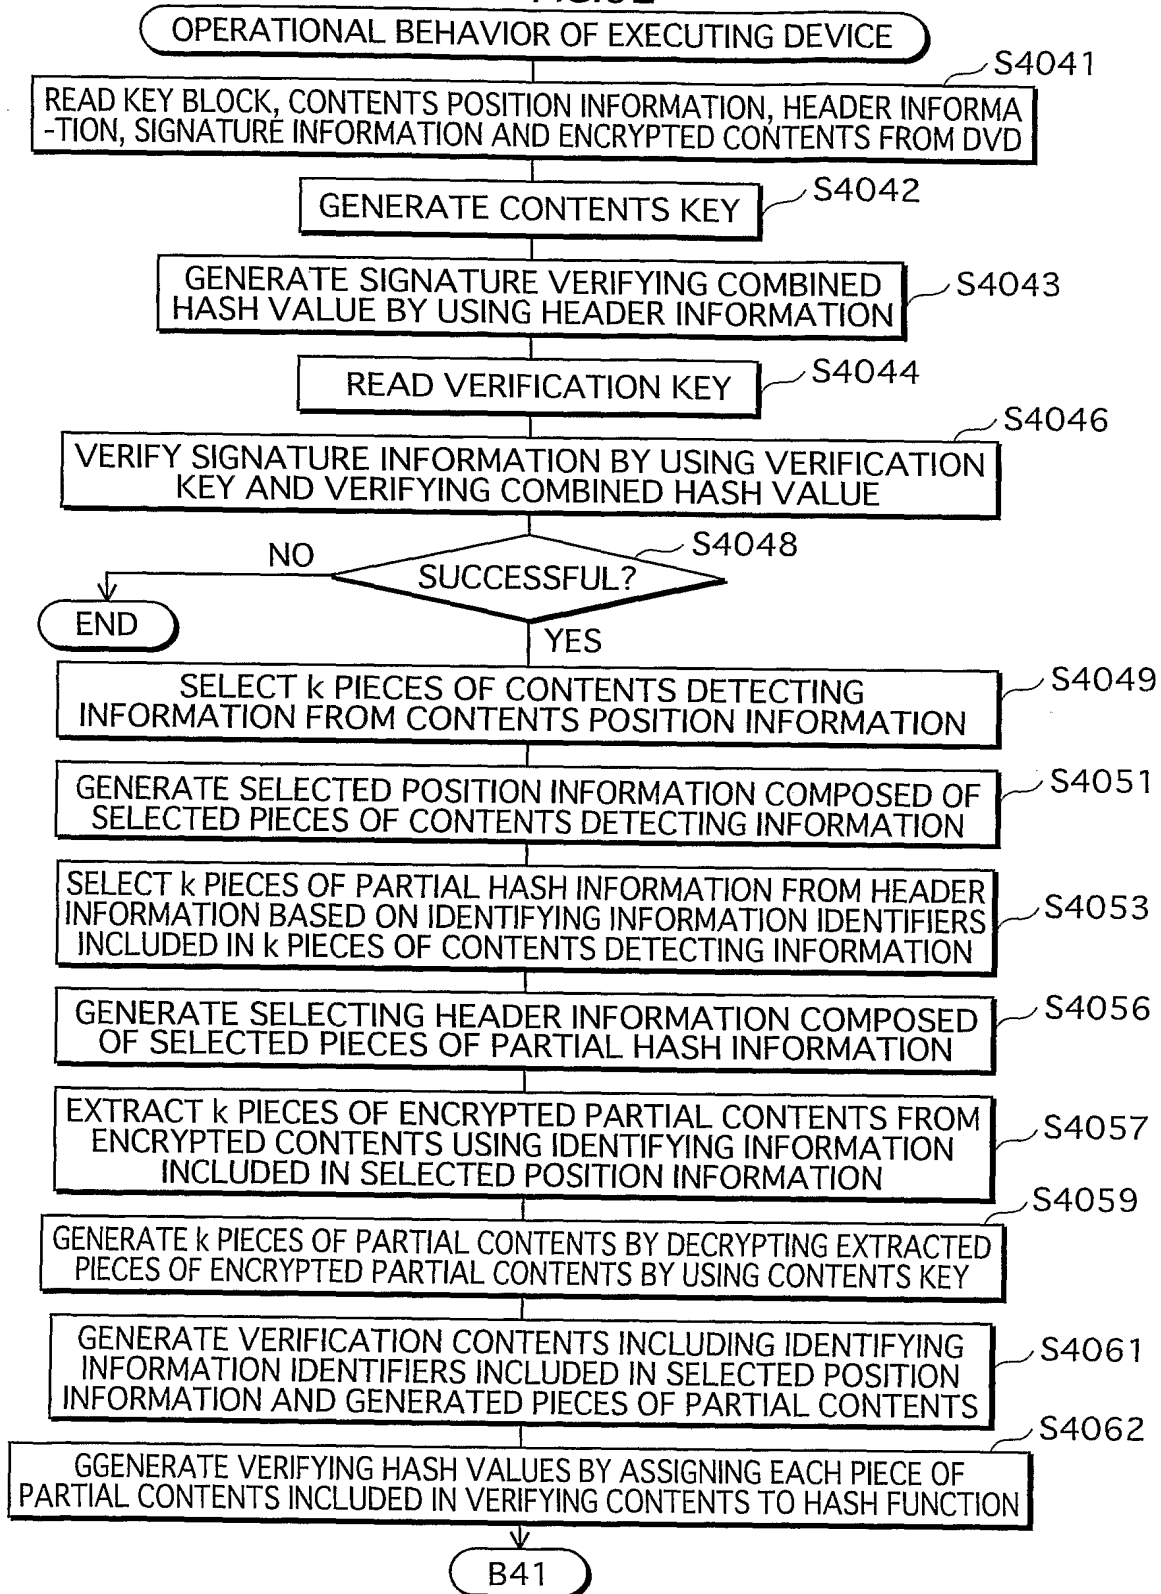 OPERATIONAL BEHAVIOR OF EXECUTING DEVICE
S4041
READ KEY BLOCK, CONTENTS POSITION INFORMATION, HEADER INFORMA
-TION, SIGNATURE INFORMATION AND ENCRYPTED CONTENTS FROM DVD
S4042
GENERATE CONTENTS KEY
GENERATE SIGNATURE VERIFYING COMBINED
HASH VALUE BY USING HEADER INFORMATION
S4043
READ VERIFICATION KEY
S4044
S4046
VERIFY SIGNATURE INFORMATION BY USING VERIFICATION
KEY AND VERIFYING COMBINED HASH VALUE
S4048
NO
SUCCESSFUL?
END
YES
SELECT k PIECES OF CONTENTS DETECTING
INFORMATION FROM CONTENTS POSITION INFORMATION
S4049
GENERATE SELECTED POSITION INFORMATION COMPOSED OF
SELECTED PIECES OF CONTENTS DETECTING INFORMATION
S4051
SELECT k PIECES OF PARTIAL HASH INFORMATION FROM HEADER
INFORMATION BASED ON IDENTIFYING INFORMATION IDENTIFIERS
INCLUDED IN k PIECES OF CONTENTS DETECTING INFORMATION
S4053
GENERATE SELECTING HEADER INFORMATION COMPOSED
OF SELECTED PIECES OF PARTIAL HASH INFORMATION
S4056
EXTRACT k PIECES OF ENCRYPTED PARTIAL CONTENTS FROM
ENCRYPTED CONTENTS USING IDENTIFYING INFORMATION
INCLUDED IN SELECTED POSITION INFORMATION
S4057
S4059
GENERATE k PIECES OF PARTIAL CONTENTS BY DECRYPTING EXTRACTED
PIECES OF ENCRYPTED PARTIAL CONTENTS BY USING CONTENTS KEY
GENERATE VERIFICATION CONTENTS INCLUDING IDENTIFYING
INFORMATION IDENTIFIERS INCLUDED IN SELECTED POSITION
INFORMATION AND GENERATED PIECES OF PARTIAL CONTENTS
S4061
S4062
GGENERATE VERIFYING HASH VALUES BY ASSIGNING EACH PIECE OF
PARTIAL CONTENTS INCLUDED IN VERIFYING CONTENTS TO HASH FUNCTION
B41